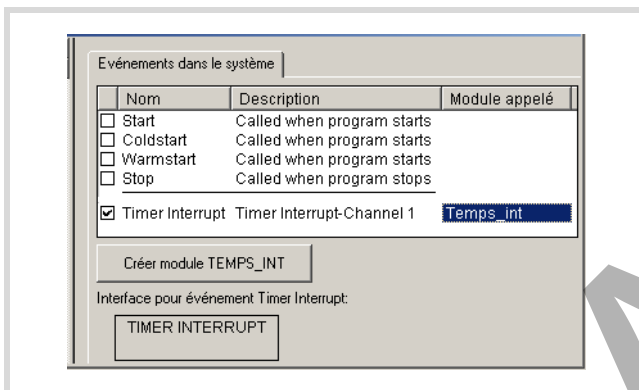 Evénements dans le système
Nom Description Module appelé
Start Called when program starts
Coldstart Called when program starts
Warmstart Called when program starts
Stop Called when program stops
Timer Interrupt Timer Interrupt-Channel 1 Temps_int
Créer module TEMPS_INT
Interface pour événement Timer Interrupt:
TIMER INTERRUPT